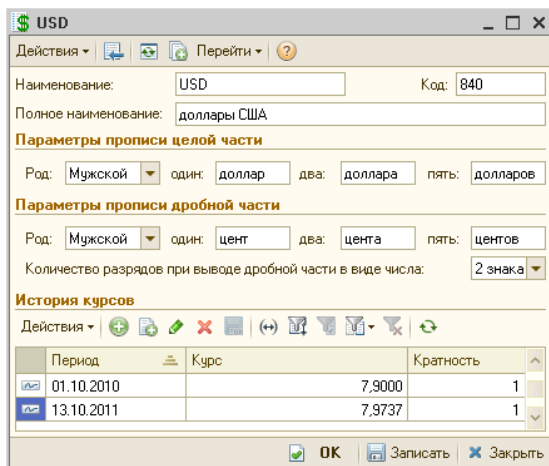 USD
Действия Перейти
Наименование: USD Код: 840
Полное наименование: доллары США
Параметры прописи целой части
Род: Мужской один: доллар два: доллара пять: долларов
Параметры прописи дробной части
Род: Мужской один: цент два: цента пять: центов
Количество разрядов при выводе дробной части в виде числа: 2 знака
История курсов
Действия
Период Курс Кратность
01.10.2010 7,9000 1
13.10.2011 7,9737 1
OK Записать Закрыть